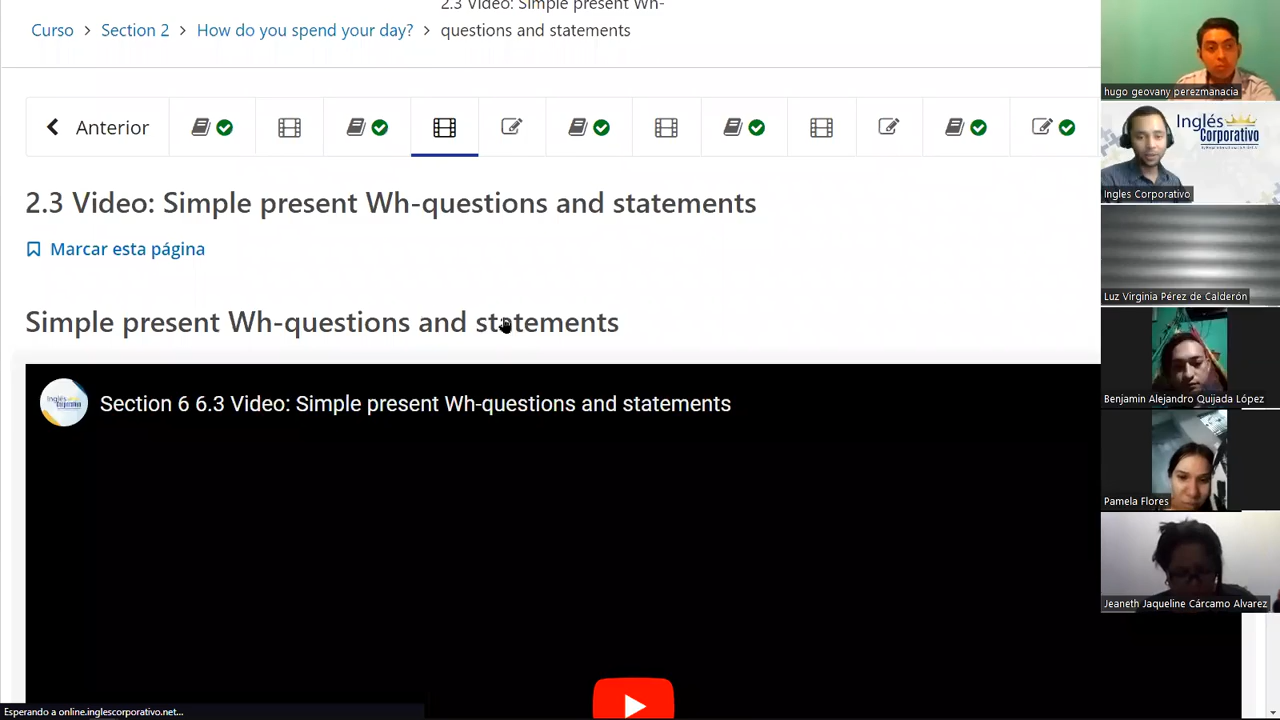 2.3 Video: Simple present Wh-
Curso > Section 2 > How do you spend your day? > questions and statements
Anterior
2.3 Video: Simple present Wh-questions and statements
Marcar esta página
Simple present Wh-questions and statements
Section 6 6.3 Video: Simple present Wh-questions and statements
Esperando a online.inglescorporativo.net...
hugo geovany perezmanacia
Inglés
Corporativo
Ingles Corporativo
Luz Virginia Pérez de Calderón
Benjamin Alejandro Quijada López
Pamela Flores
Jeaneth Jaqueline Cárcamo Alvarez